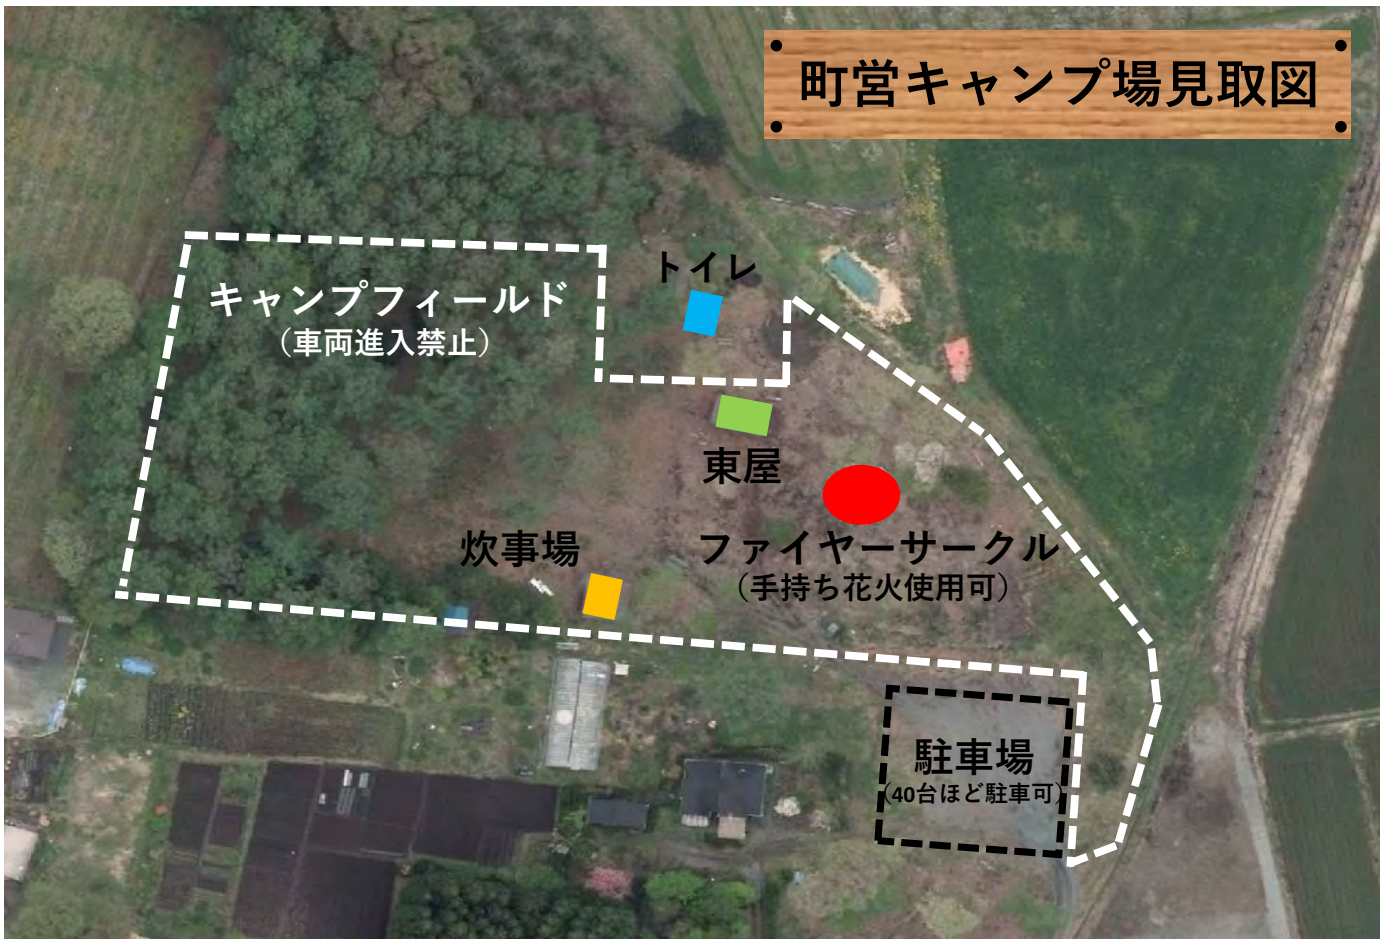 町営キャンプ場見取図
トイレ
キャンプフィールド
（車両進入禁止）
東屋
炊事場
ファイヤーサークル
（手持ち花火使用可）
駐車場
（40台ほど駐車可）